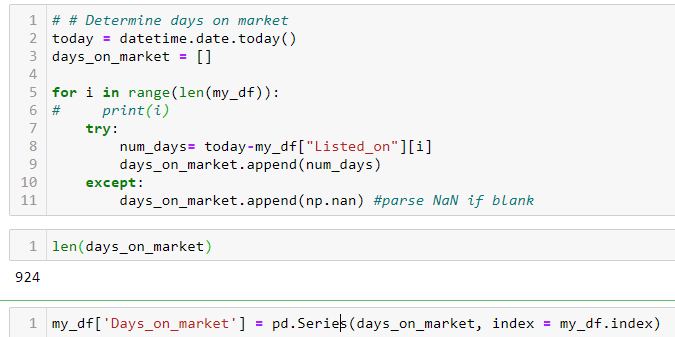 1 # # Determine days on market
2 today = datetime.date.today()
3 days_on_market = []
4
5 for i in range(len(my_df)):
6 #     print(i)
7     try:
8         num_days= today-my_df["Listed_on"][i]
9         days_on_market.append(num_days)
10     except:
11         days_on_market.append(np.nan) #parse NaN if blank
1 len(days_on_market)
924
1 my_df['Days_on_market'] = pd.Series(days_on_market, index = my_df.index)